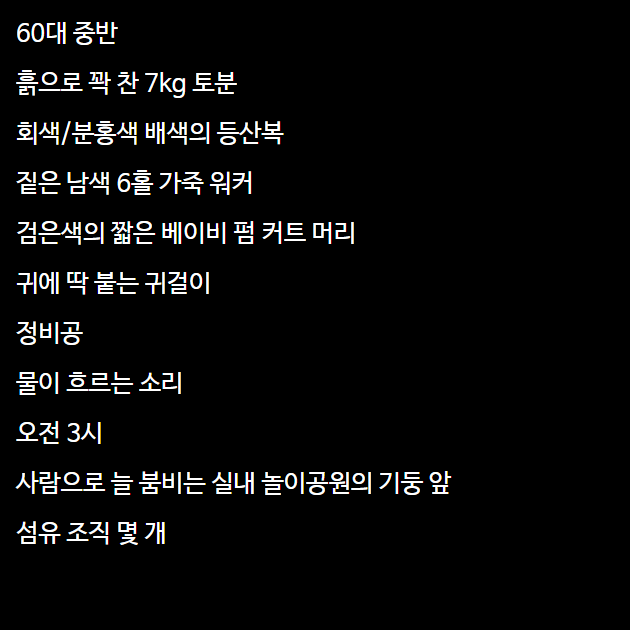 60대 중반
흙으로 꽉 찬 7kg 토분
회색/분홍색 배색의 등산복
짙은 남색 6홀 가죽 워커
검은색의 짧은 베이비 펌 커트 머리
귀에 딱 붙는 귀걸이
정비공
물이 흐르는 소리
오전 3시
사람으로 늘 붐비는 실내 놀이공원의 기둥 앞
섬유 조직 몇 개